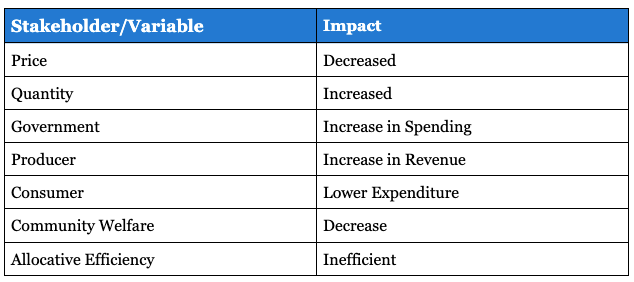 Stakeholder/Variable Impact
Price Decreased
Quantity Increased
Government Increase in Spending
Producer Increase in Revenue
Consumer Lower Expenditure
Community Welfare Decrease
Allocative Efficiency Inefficient